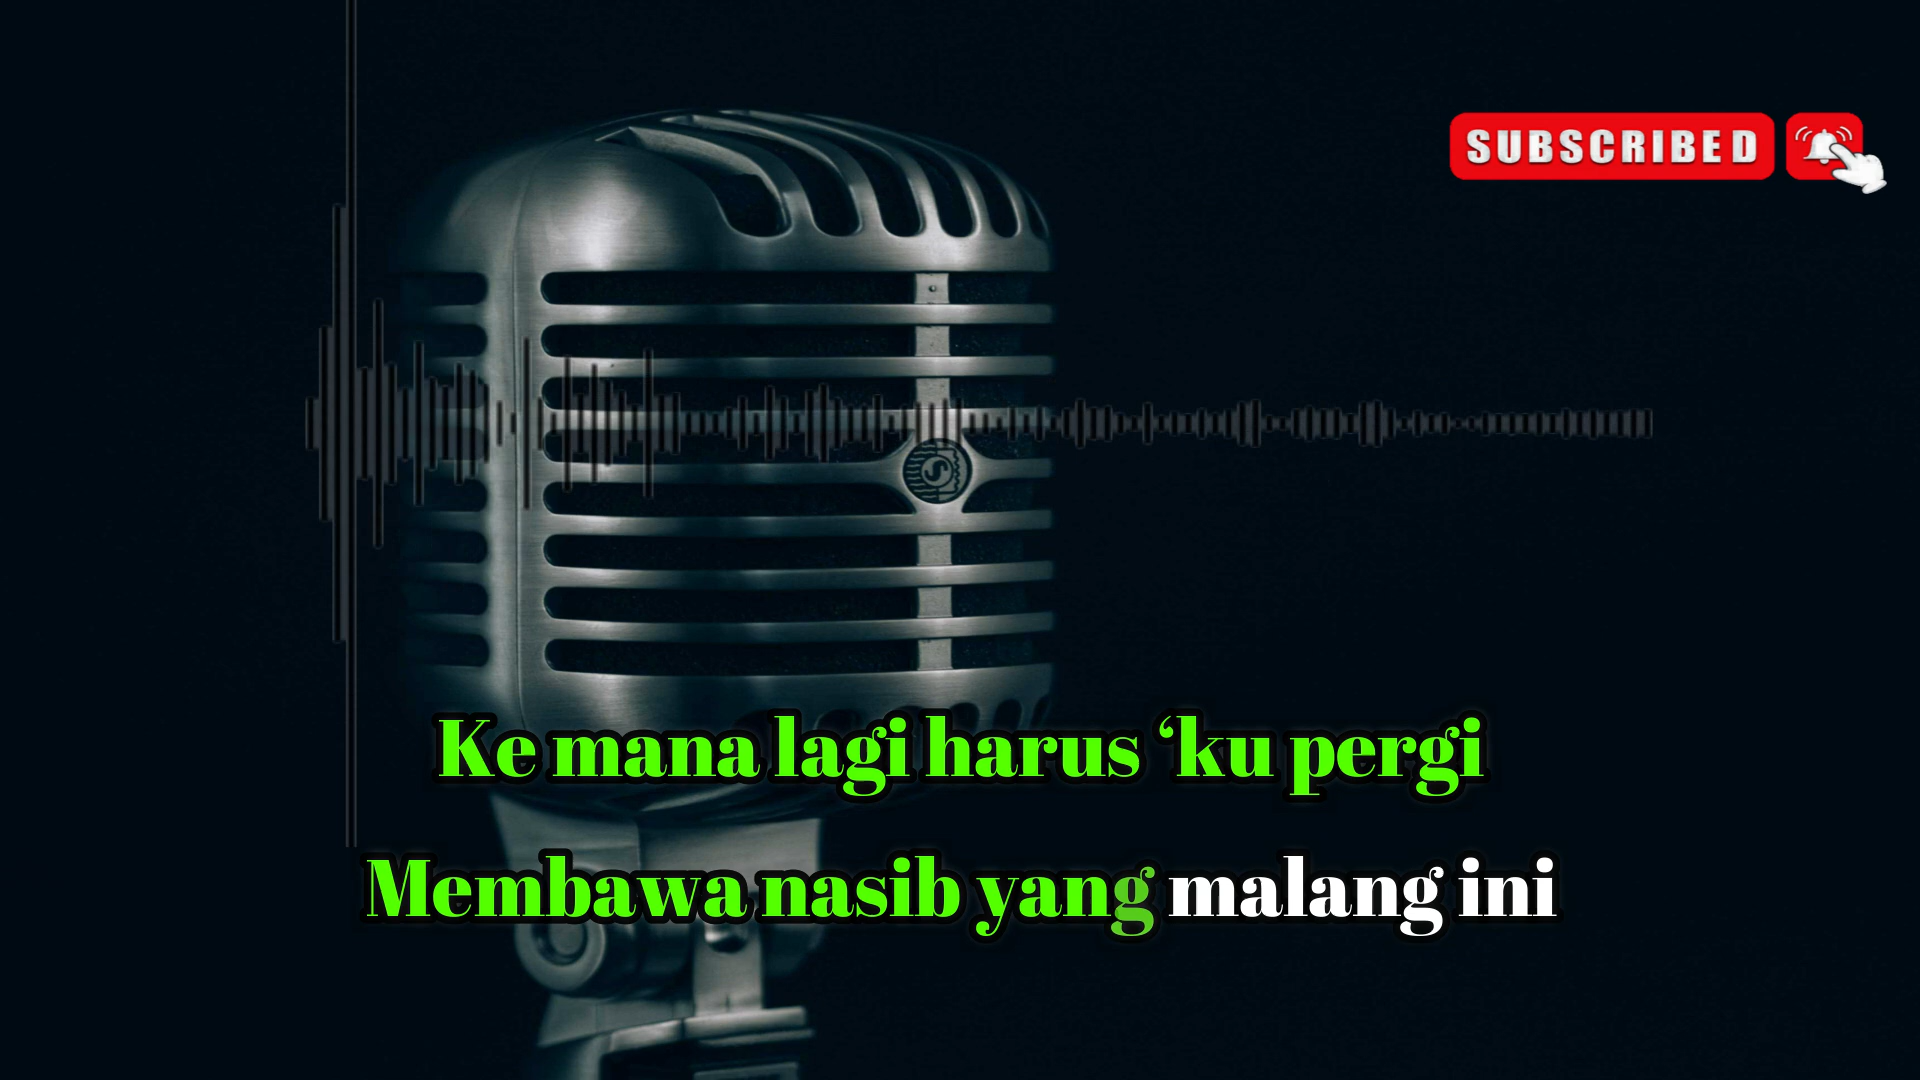 SUBSCRIBED
Ke mana lagi harus ‘ku pergi
Membawa nasib yang malang ini